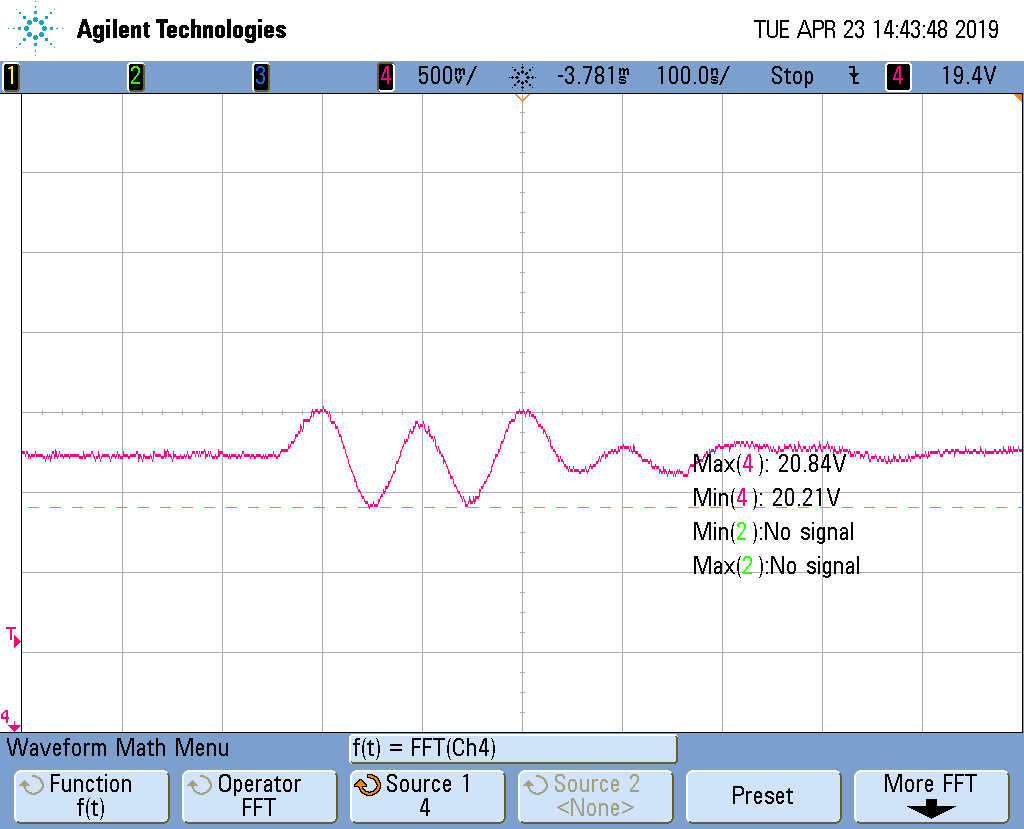 Agilent Technologies
TUE APR 23 14:43:48 2019
1 2 3 4 500mV/ -3.781ms 100.0ns/ Stop 4 19.4V
Max(4): 20.84V
Min(4): 20.21V
Min(2):No signal
Max(2):No signal
T
4
Waveform Math Menu
f(t) = FFT(Ch4)
Function
f(t)
Operator
FFT
Source 1
4
Source 2
<None>
Preset
More FFT